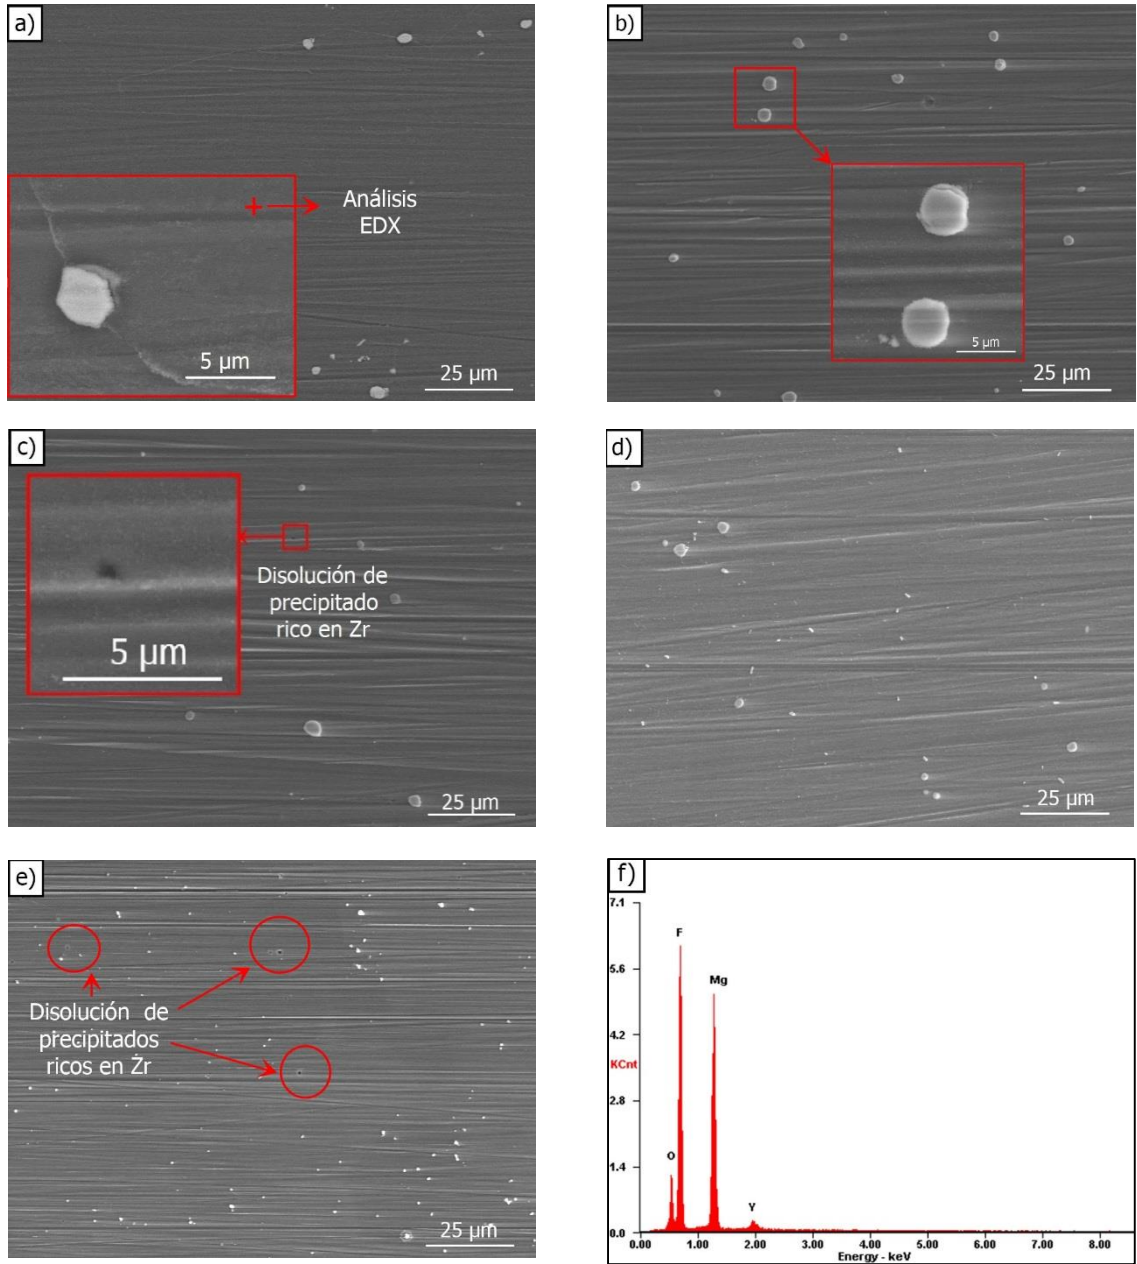 a)
Análisis
EDX
5 µm
25 µm
b)
5 µm
25 µm
c)
Disolución de
precipitado
rico en Zr
5 µm
25 µm
d)
25 µm
e)
Disolución de
precipitados
ricos en Zr
25 µm
f)
7.1
F
5.6
Mg
4.2
KCnt
2.8
1.4
O
Y
0.0
0.00 1.00 2.00 3.00 4.00 5.00 6.00 7.00 8.00
Energy - keV